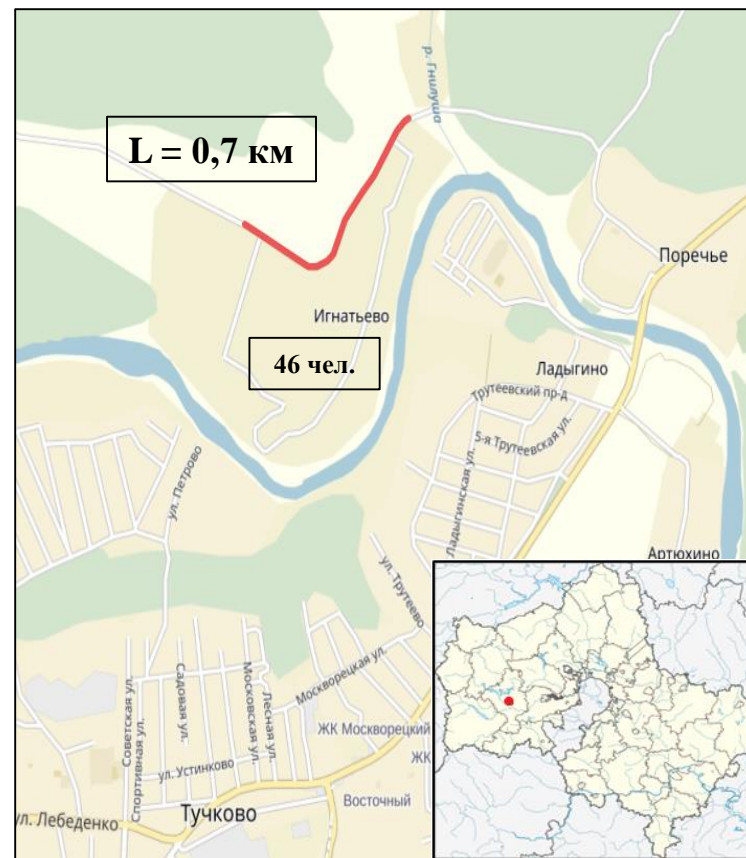 р. Гнилуша
L = 0,7 км
Поречье
Игнатьево
46 чел.
Ладыгино
Трутеевский пр-д
5-я Трутеевская ул.
Ладыгинская ул.
ул. Петрово
Артюхино
ул. Трутеево
Москворецкая ул.
Советская ул.
Спортивная ул.
Садовая ул.
Московская ул.
Лесная ул.
ЖК Москворецкий
ЖК
ул. Устинково
Восточный
Тучково
ул. Лебеденко